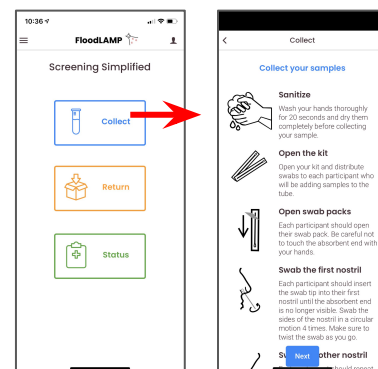 10:36
FloodLAMP
Screening Simplified
Collect
Return
Status
Collect
Collect your samples
Sanitize
Wash your hands thoroughly
for 20 seconds and dry them
completely before collecting
your sample.
Open the kit
Open your kit and distribute
swabs to each participant who
will be adding samples to the
tube.
Open swab packs
Each participant should open
their swab pack. Be careful not
to touch the absorbent end with
your hands.
Swab the first nostril
Each participant should insert
the swab tip into their first
nostril until the absorbent end
is no longer visible. Swab the
sides of the nostril in a circular
motion 4 times. Make sure to
twist the swab as you go.
other nostril
Next
should repeat